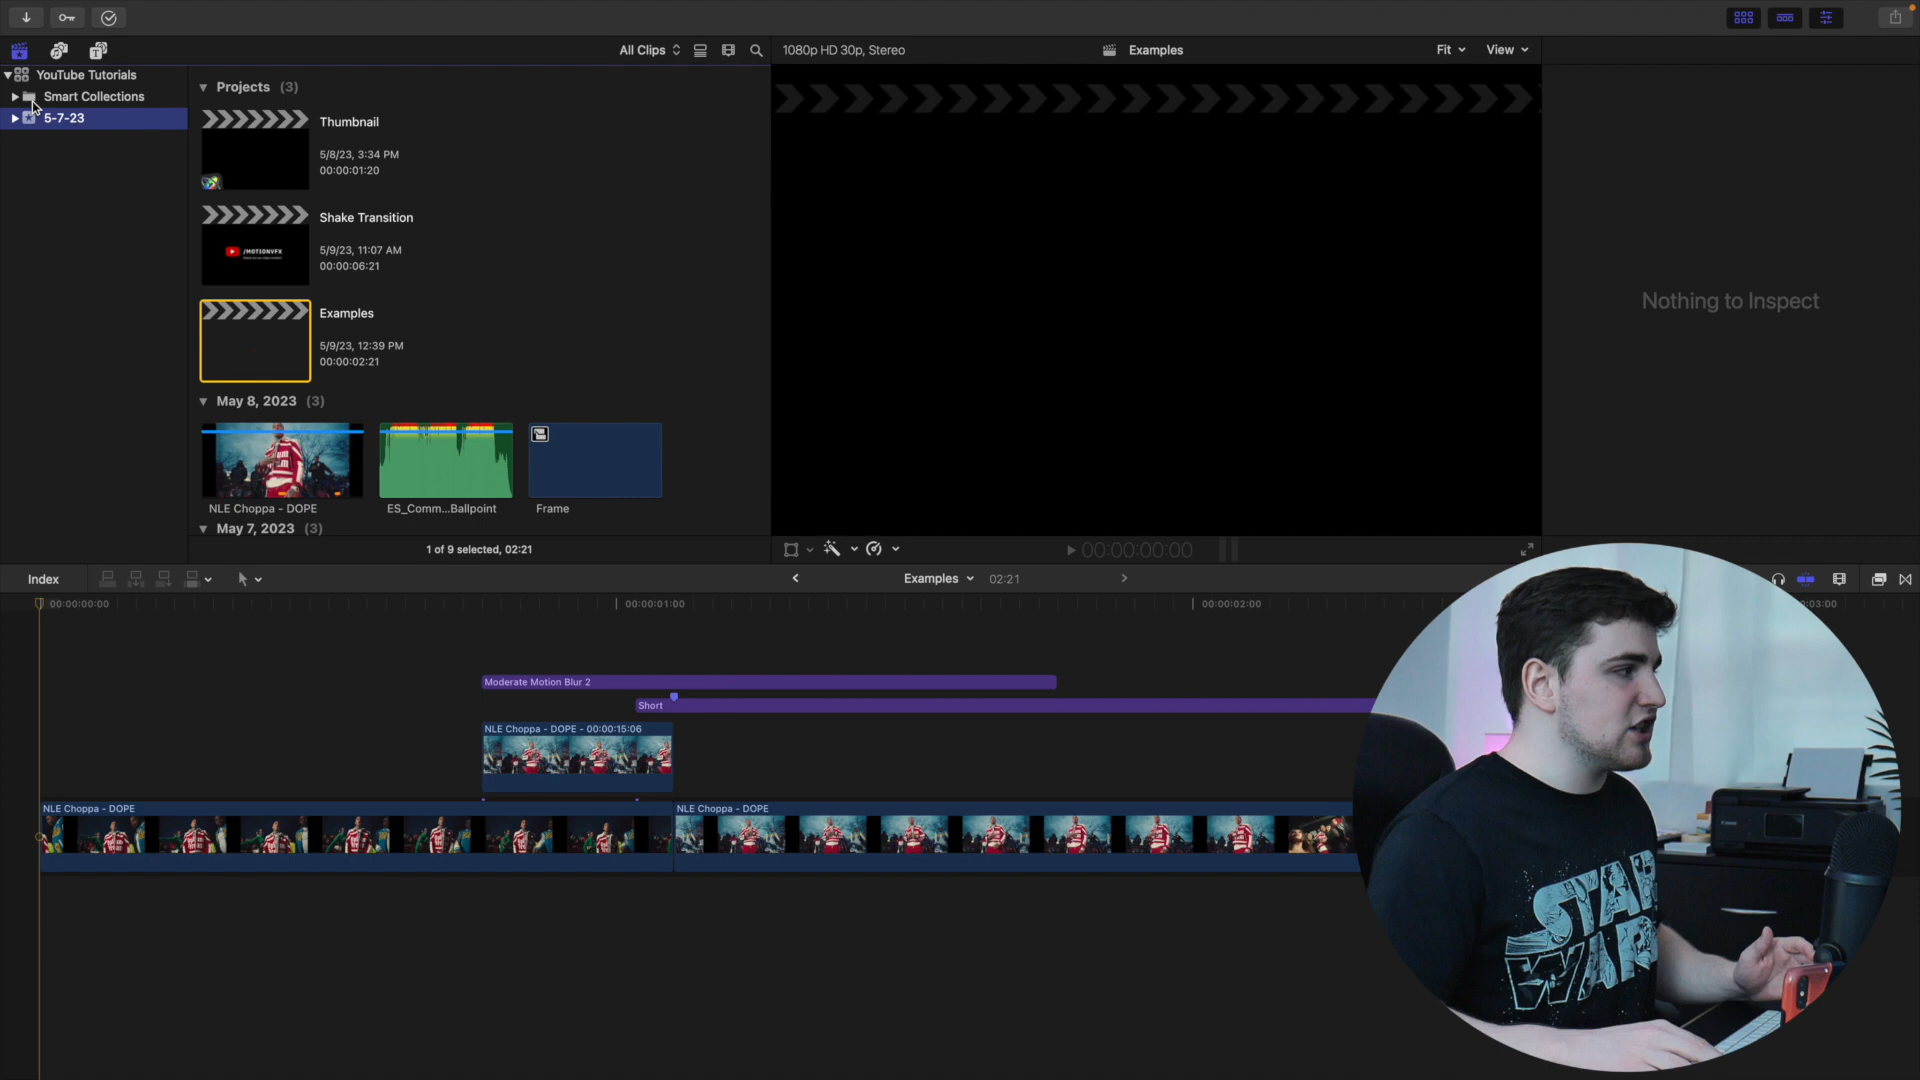 All Clips
1080p HD 30p, Stereo
Examples
Fit
View
YouTube Tutorials
Smart Collections
5-7-23
Projects (3)
Thumbnail
5/8/23, 3:34 PM
00:00:01:20
Shake Transition
5/9/23, 11:07 AM
00:00:06:21
/MOTIONVFX
Examples
5/9/23, 12:39 PM
00:00:02:21
Nothing to Inspect
May 8, 2023 (3)
NLE Choppa - DOPE
ES_Comm...Ballpoint
Frame
May 7, 2023 (3)
1 of 9 selected, 02:21
00:00:00:00
Index
Examples
02:21
00:00:00:00
00:00:01:00
00:00:02:00
:03:00
Moderate Motion Blur 2
Short
NLE Choppa - DOPE - 00:00:15:06
NLE Choppa - DOPE
NLE Choppa - DOPE
STAR
WARS